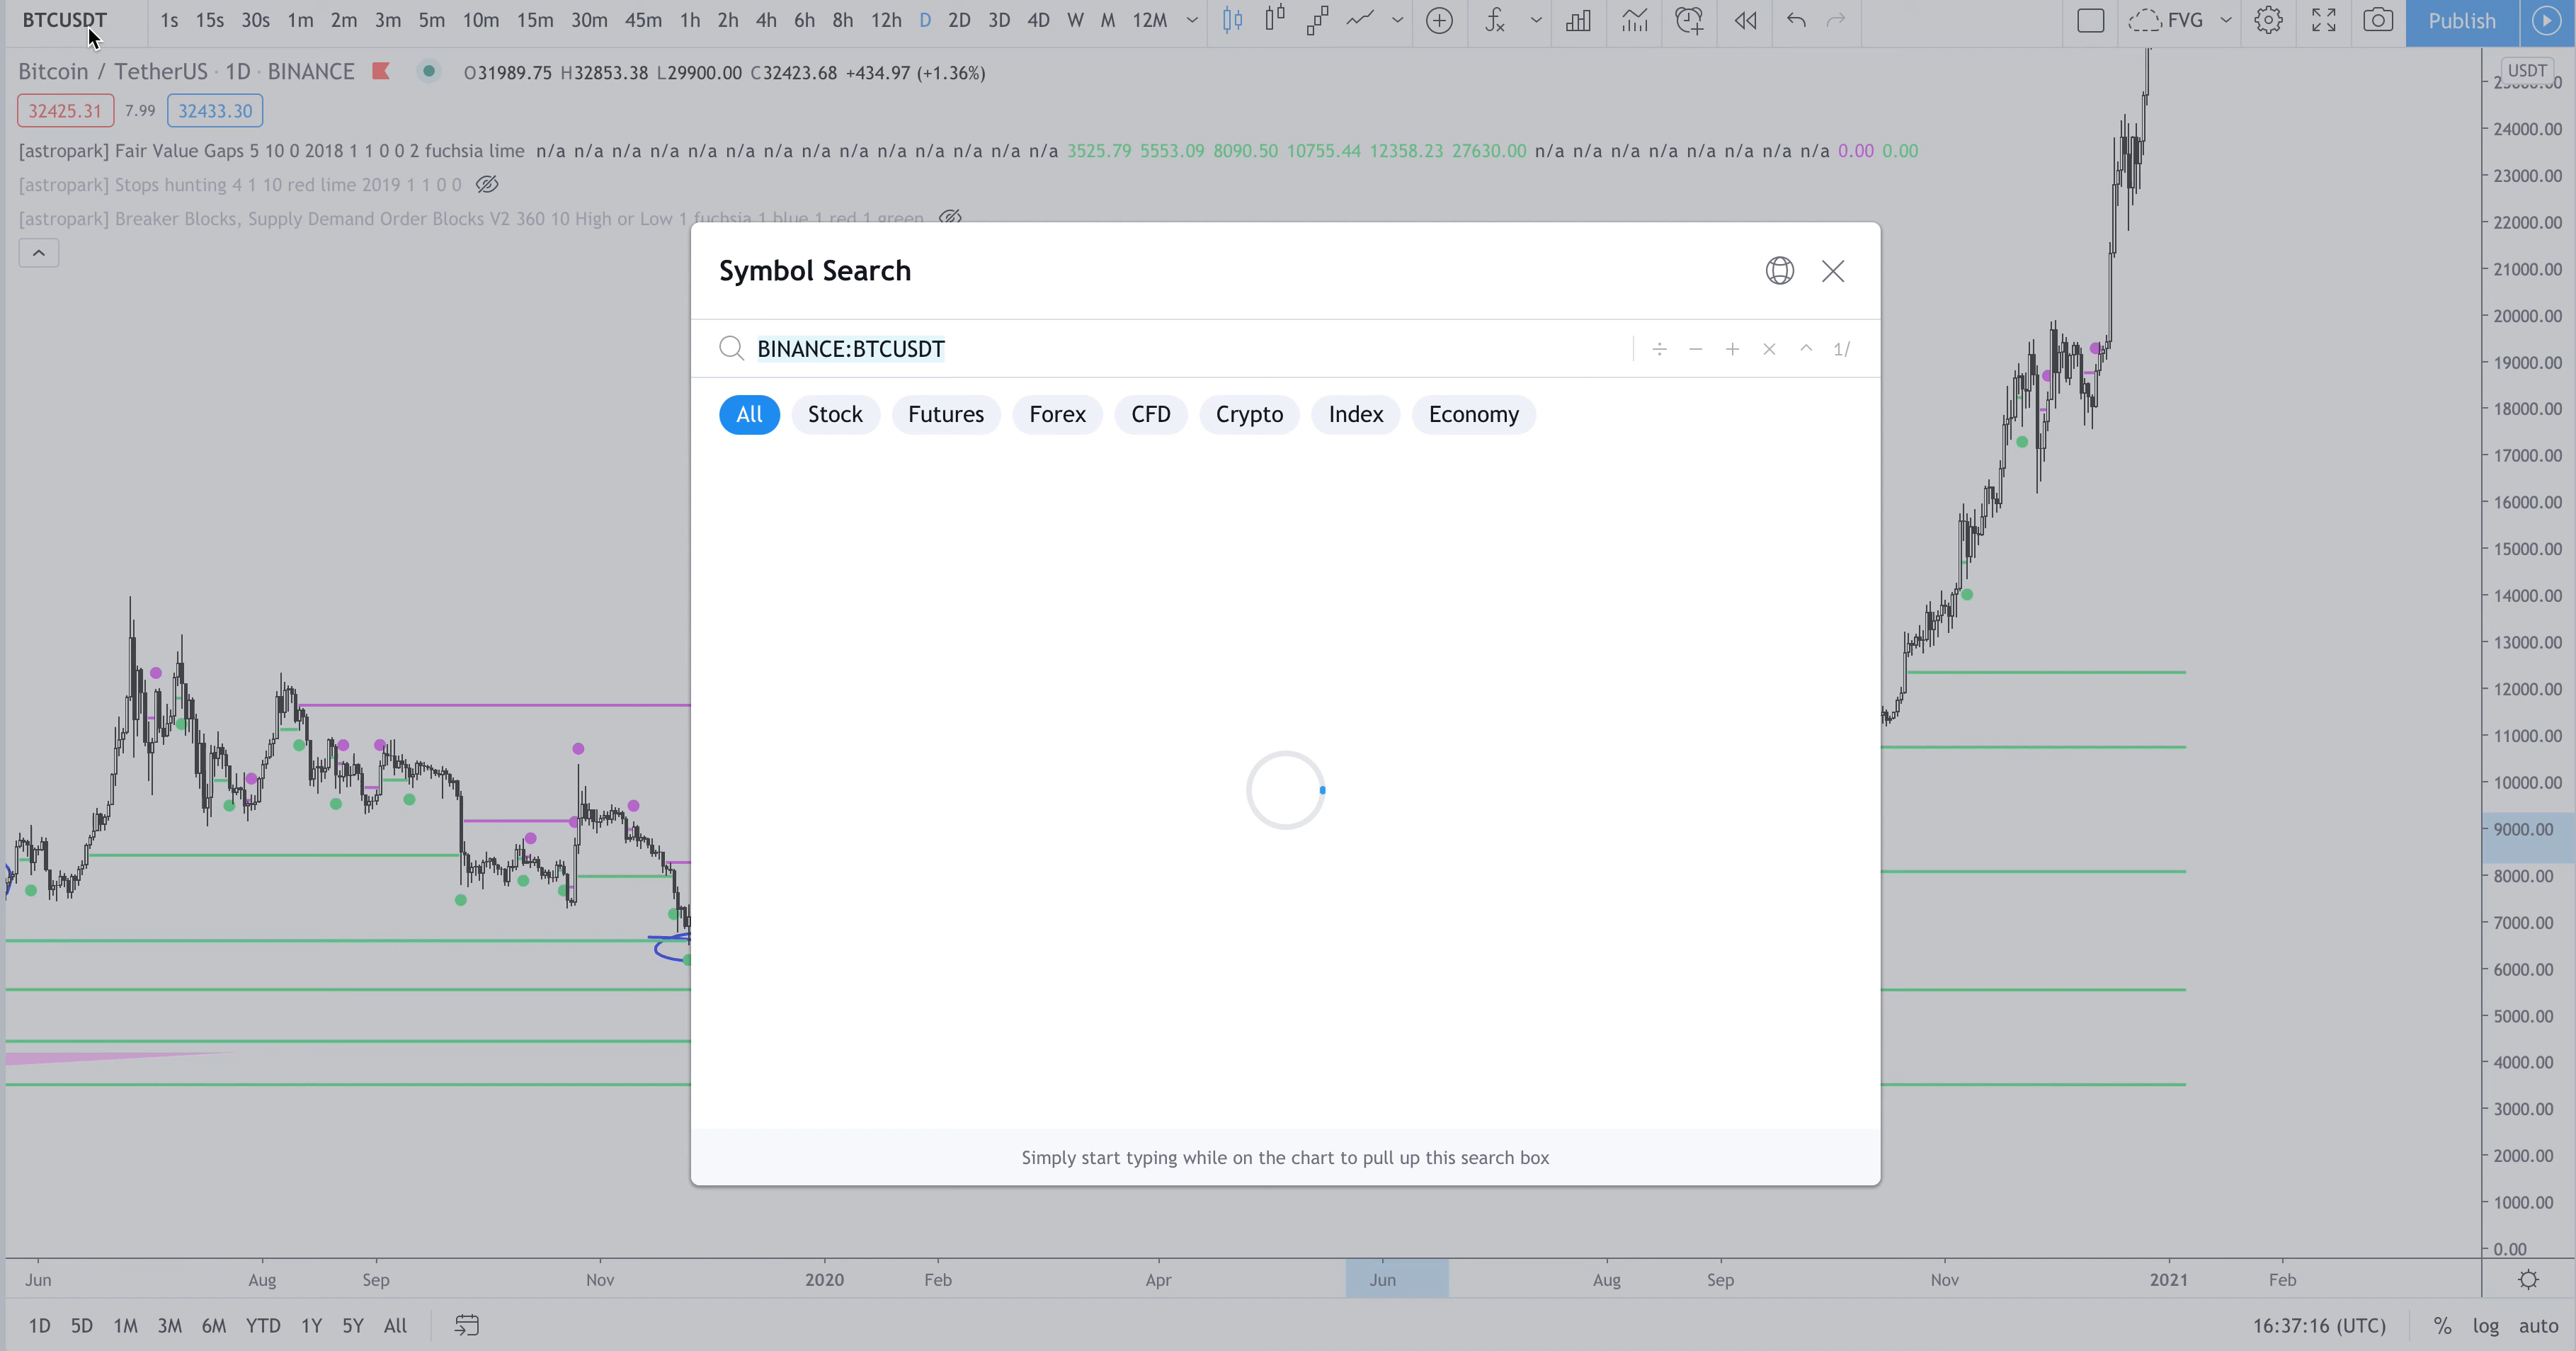 BTCUSDT 1s 15s 30s 1m 2m 3m 5m 10m 15m 30m 45m 1h 2h 4h 6h 8h 12h D 2D 3D 4D W M 12M FVG Publish
Bitcoin / TetherUS · 1D · BINANCE O31989.75 H32853.38 L29900.00 C32423.68 +434.97 (+1.36%)
USDT
32425.31 7.99 32433.30
[astropark] Fair Value Gaps 5 10 0 2018 1 1 0 0 2 fuchsia lime n/a n/a n/a n/a n/a n/a n/a n/a n/a n/a n/a n/a n/a n/a 3525.79 5553.09 8090.50 10755.44 12358.23 27630.00 n/a n/a n/a n/a n/a n/a n/a n/a 0.00 0.00
[astropark] Stops hunting 4 1 10 red lime 2019 1 1 0 0
[astropark] Breaker Blocks, Supply Demand Order Blocks V2 360 10 High or Low 1 fuchsia 1 blue 1 red 1 green
Symbol Search
BINANCE:BTCUSDT ÷ − + × ^ 1/
All Stock Futures Forex CFD Crypto Index Economy
Simply start typing while on the chart to pull up this search box
24000.00
23000.00
22000.00
21000.00
20000.00
19000.00
18000.00
17000.00
16000.00
15000.00
14000.00
13000.00
12000.00
11000.00
10000.00
9000.00
8000.00
7000.00
6000.00
5000.00
4000.00
3000.00
2000.00
1000.00
0.00
Jun Aug Sep Nov 2020 Feb Apr Jun Aug Sep Nov 2021 Feb
1D 5D 1M 3M 6M YTD 1Y 5Y All 16:37:16 (UTC) % log auto